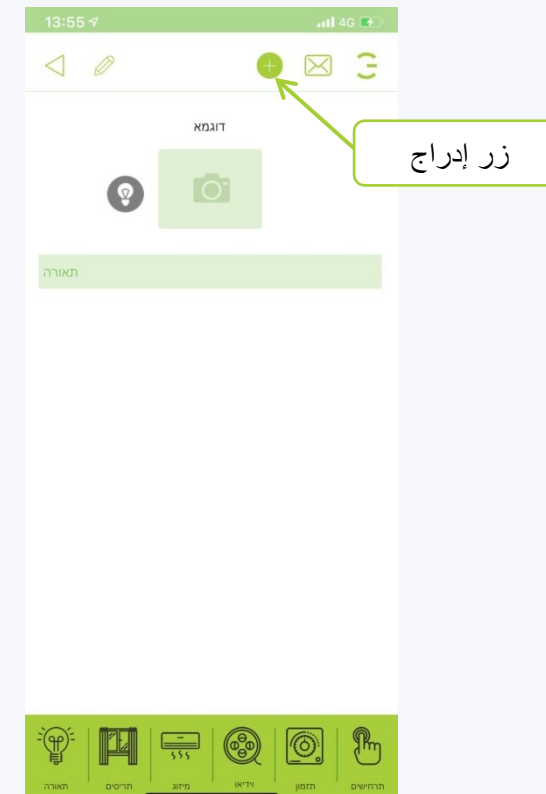 13:55
4G
דוגמא
زر إدراج
תאורה
תאורה
תריסים
מיזוג
וידיאו
תזמון
תרחישים